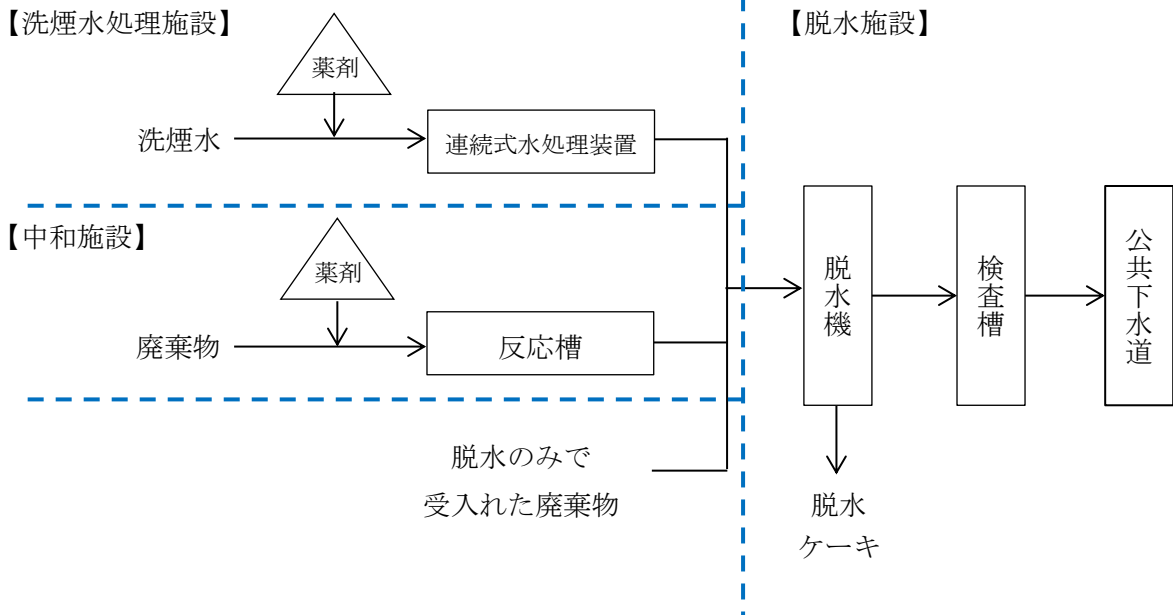 【洗煙水処理施設】
【脱水施設】
薬剤
洗煙水
連続式水処理装置
【中和施設】
薬剤
廃棄物
反応槽
脱水機
検査槽
公共下水道
脱水のみで
受入れた廃棄物
脱水
ケーキ